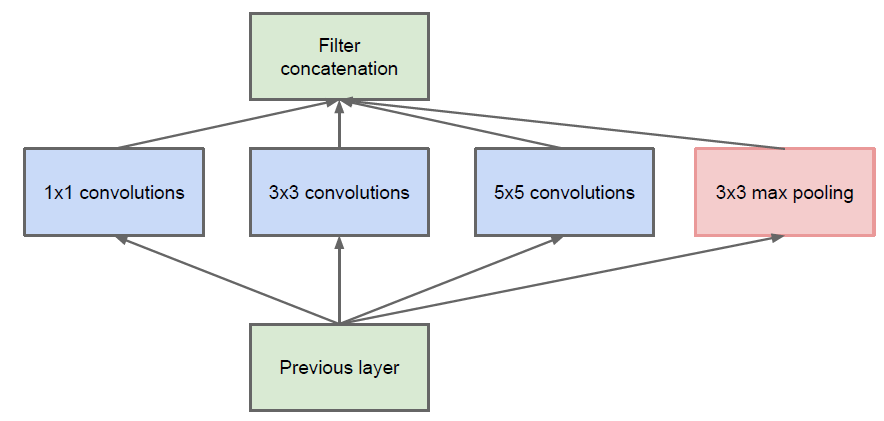 Filter
concatenation
1x1 convolutions
3x3 convolutions
5x5 convolutions
3x3 max pooling
Previous layer